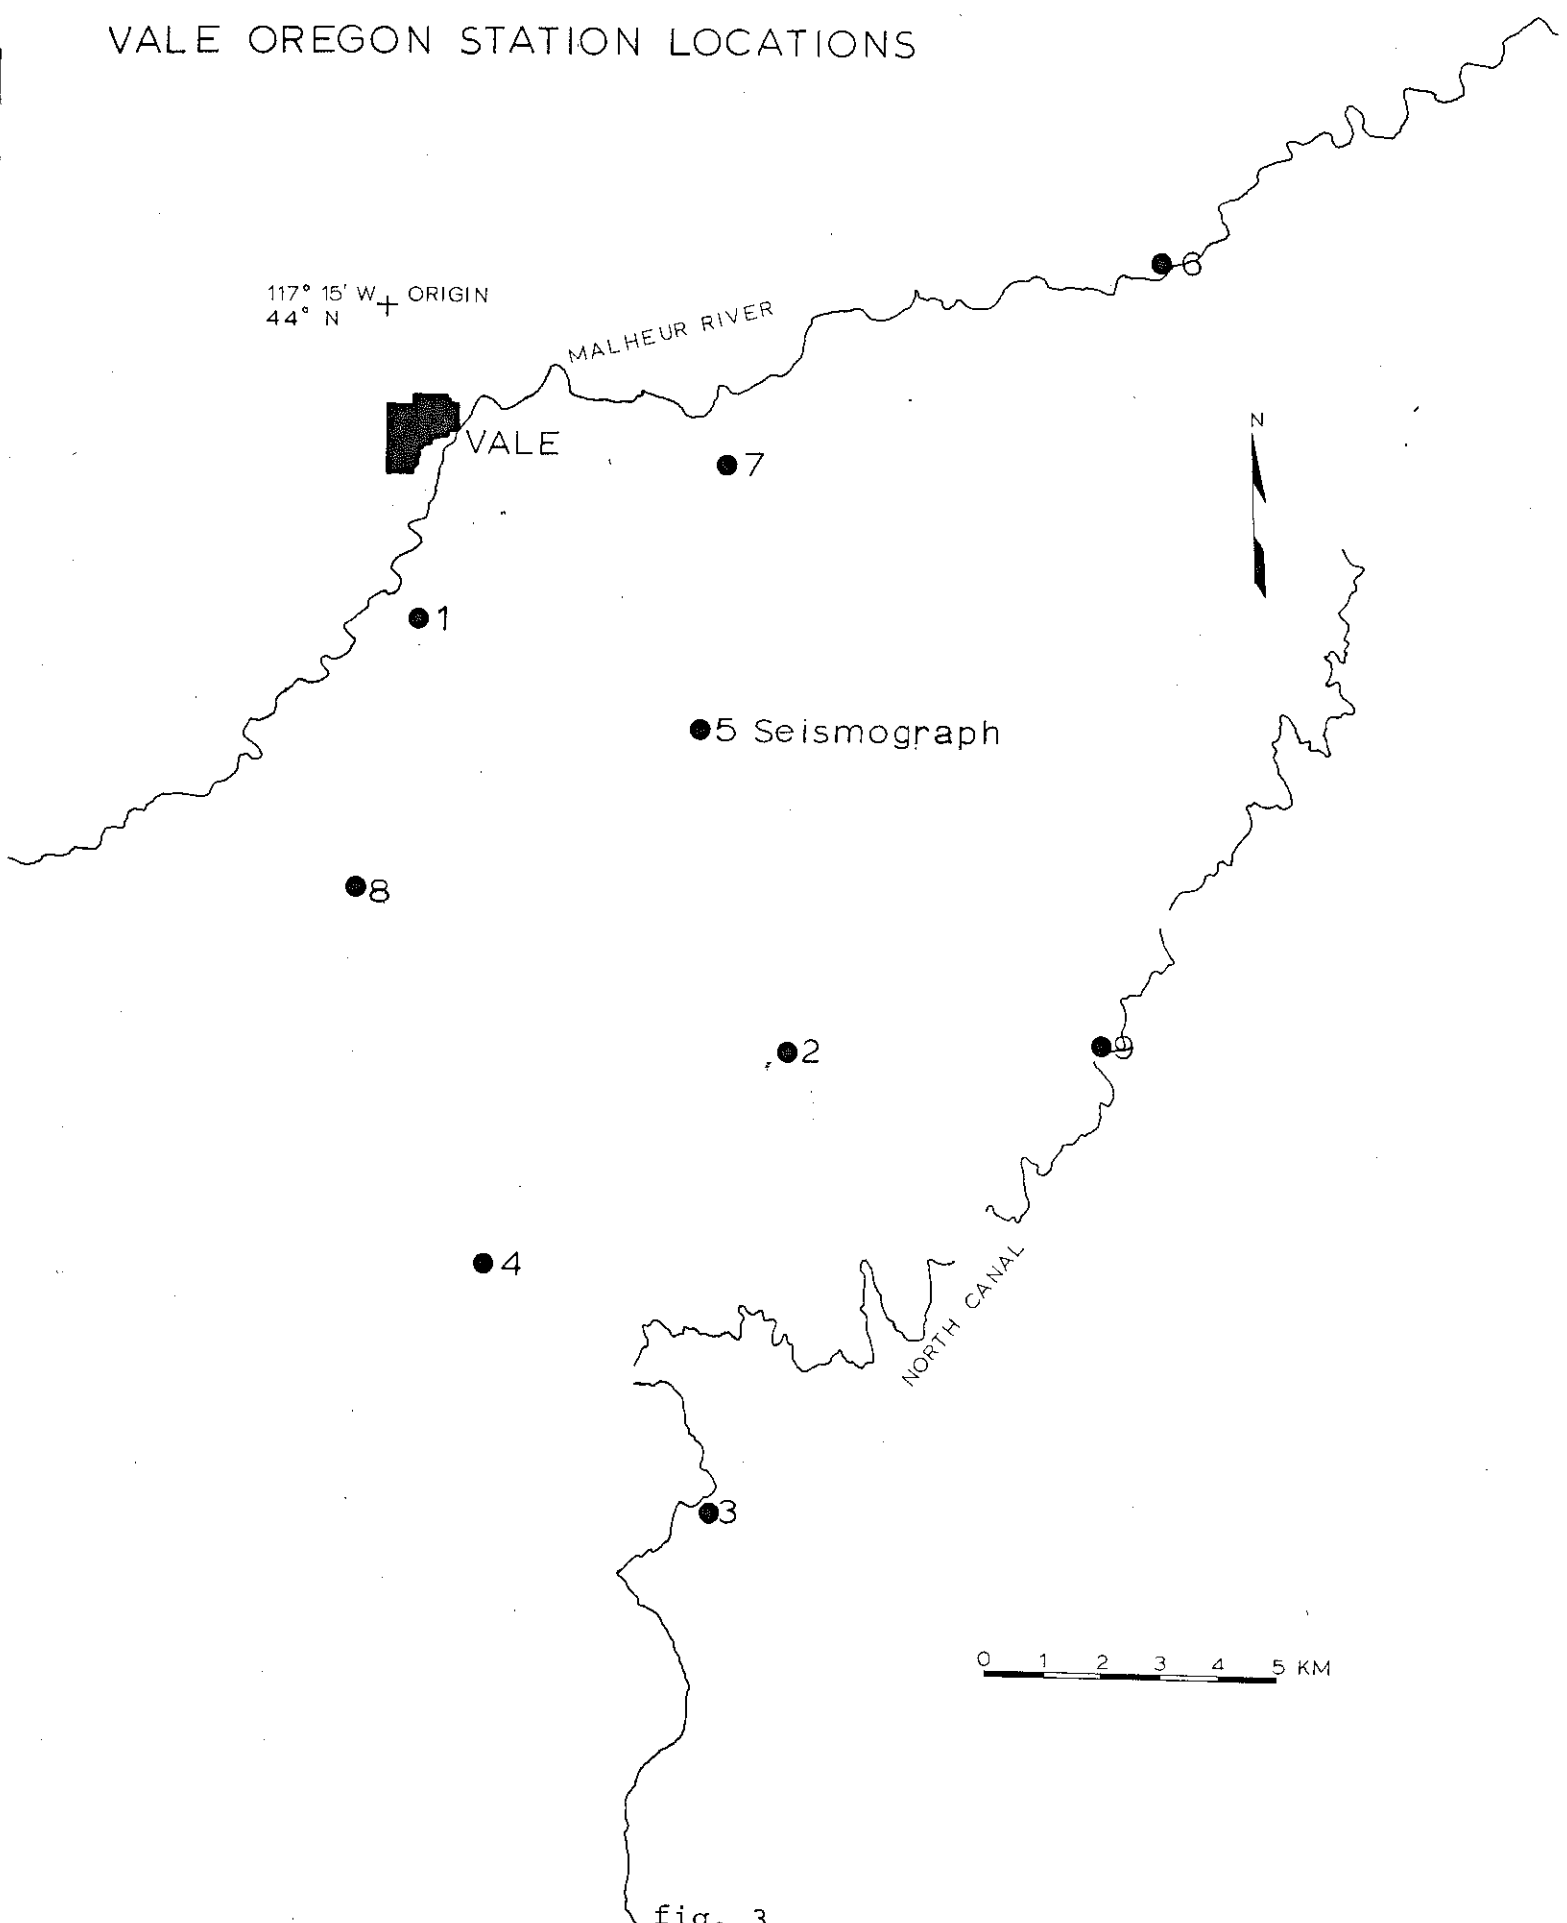 VALE OREGON STATION LOCATIONS
6
117° 15' W + ORIGIN
44° N
MALHEUR RIVER
VALE
N
7
1
5 Seismograph
8
2
9
4
NORTH CANAL
3
0 1 2 3 4 5 KM
fig. 3